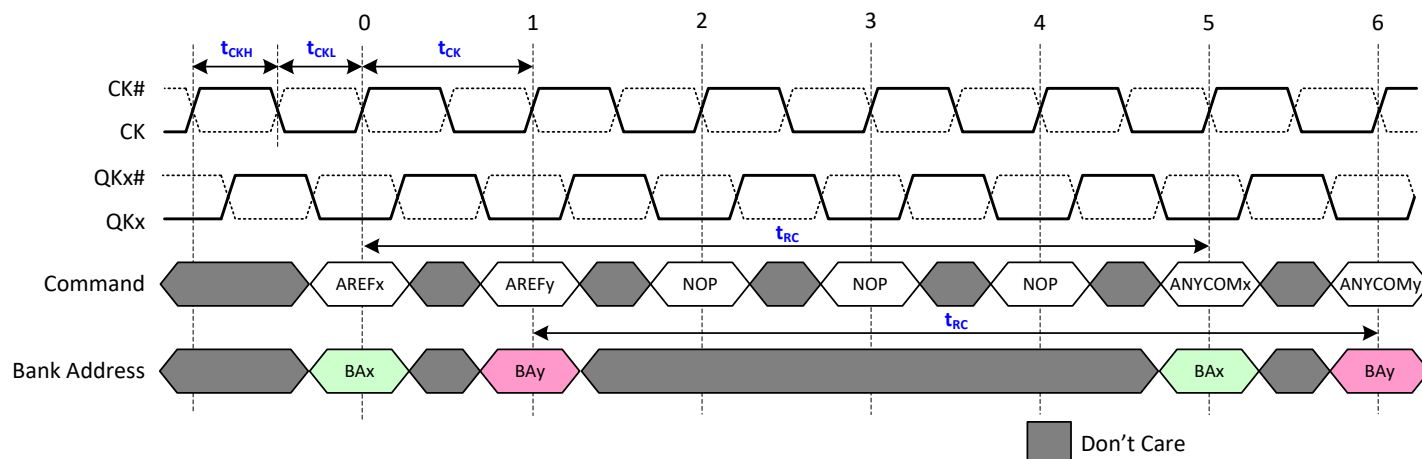 0 1 2 3 4 5 6
tCKH tCKL tCK
CK#
CK
QKx#
QKx
tRC
Command AREFx AREFy NOP NOP NOP ANYCOMx ANYCOMy
tRC
Bank Address BAx BAy BAx BAy
Don't Care